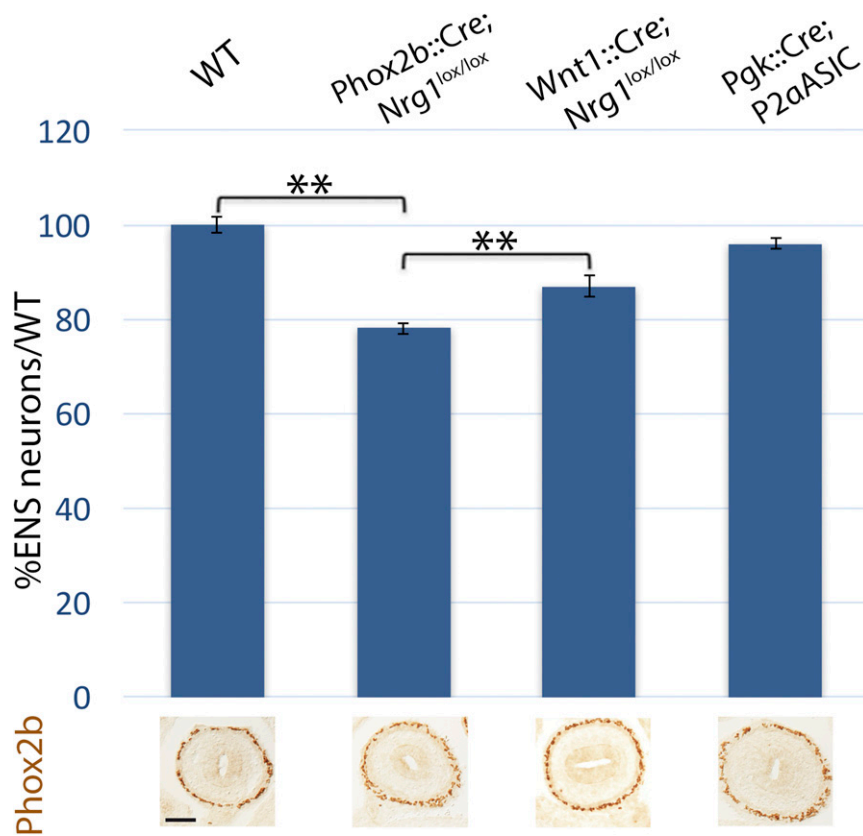 WT
Phox2b::Cre;
Nrg1lox/lox
Wnt1::Cre;
Nrg1lox/lox
Pgk::Cre;
P2aASIC
120
100
80
60
40
20
0
%ENS neurons/WT
**
**
Phox2b